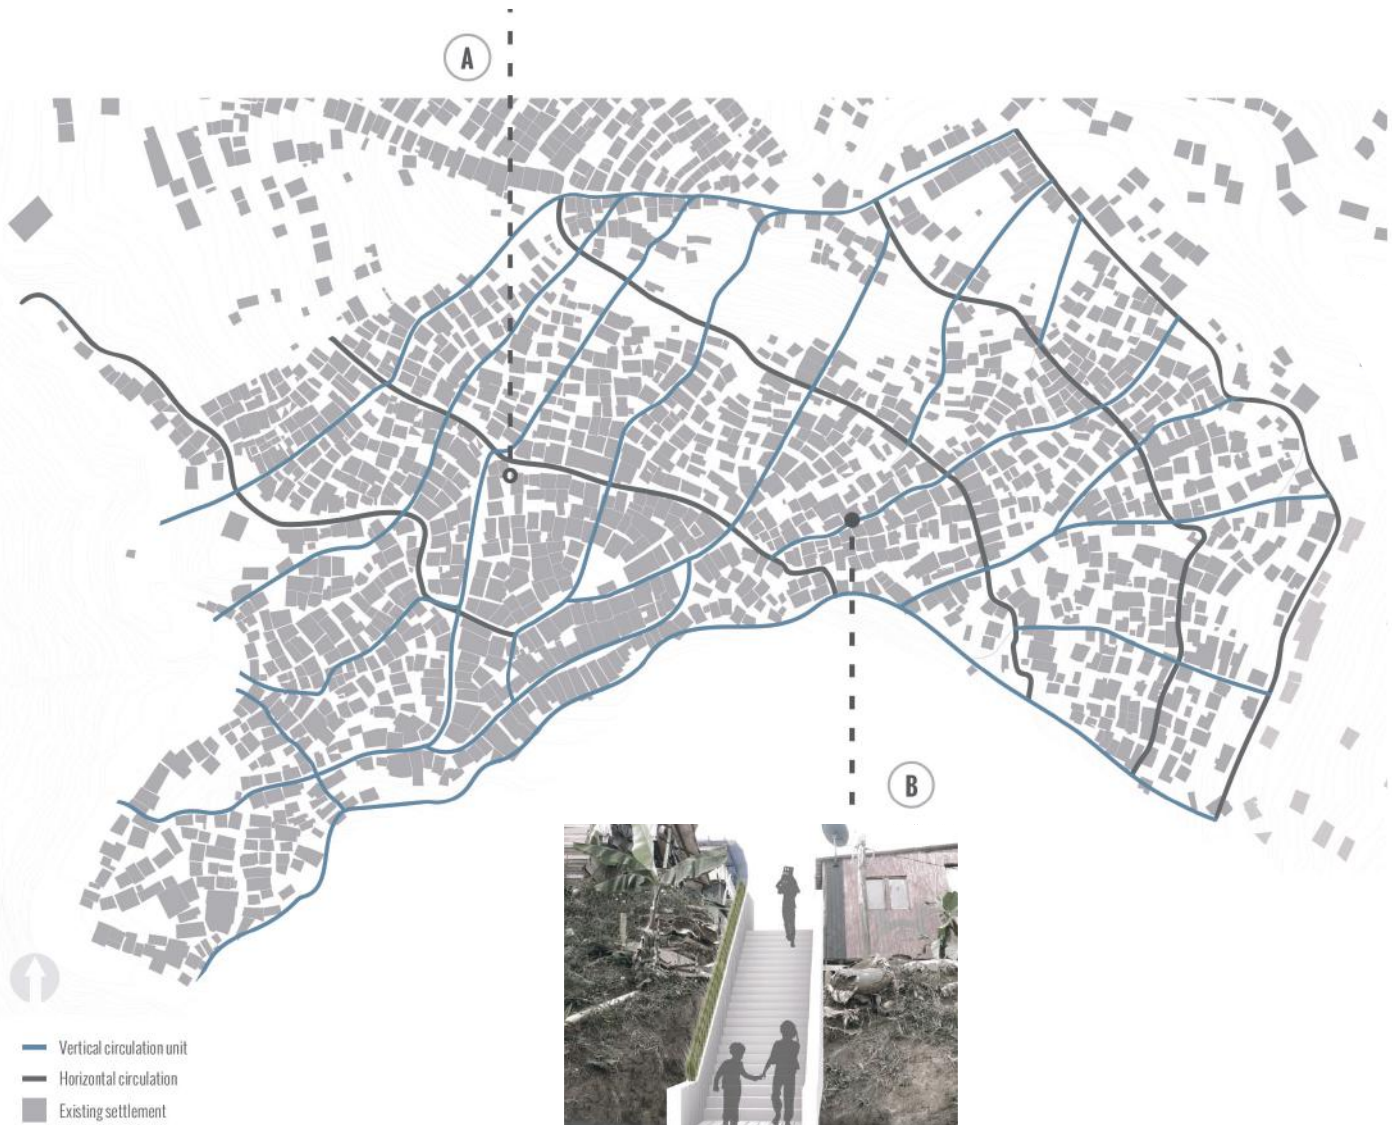 A
B
Vertical circulation unit
Horizontal circulation
Existing settlement